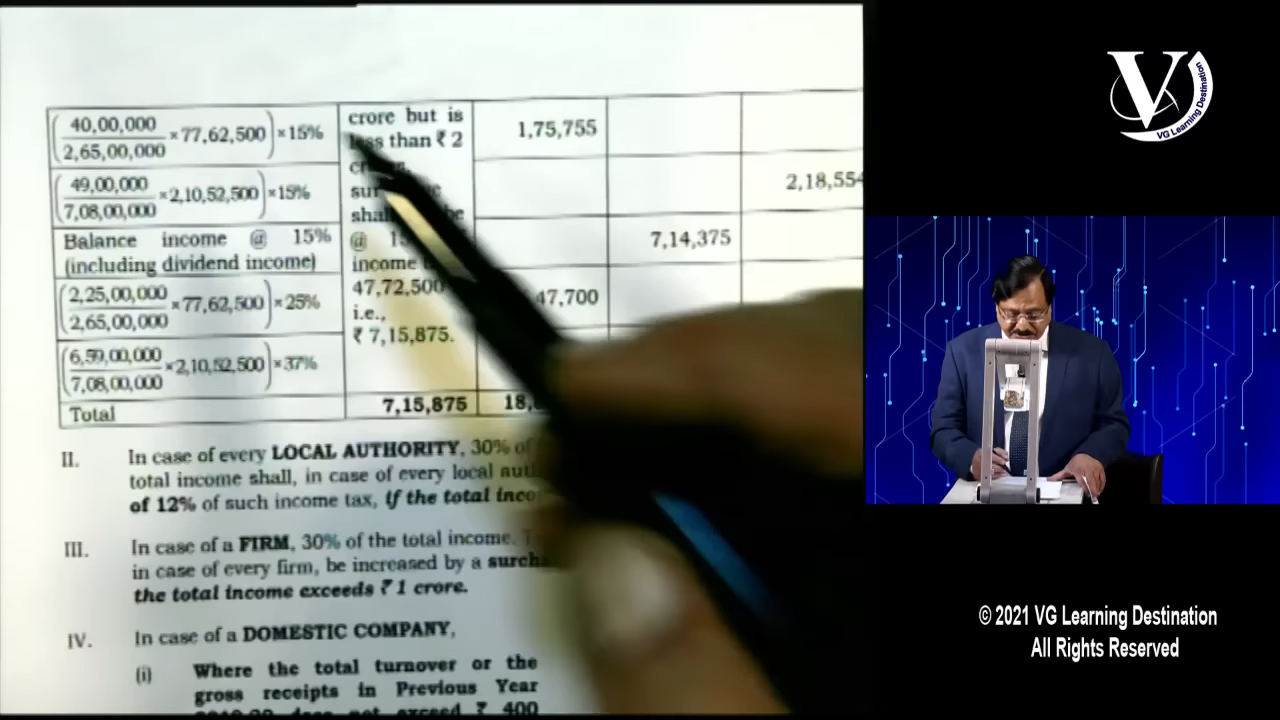 40,00,000
2,65,00,000
×77,62,500
×15%
49,00,000
7,08,00,000
×2,10,52,500
×15%
Balance income @ 15%
(including dividend income)
2,25,00,000
2,65,00,000
×77,62,500
×25%
6,59,00,000
7,08,00,000
×2,10,52,500
×37%
Total
crore but is
less than ₹ 2
be
@
income
47,72,500
i.e.,
₹ 7,15,875.
7,15,875
1,75,755
47,700
18,
7,14,375
2,18,554
II. In case of every LOCAL AUTHORITY, 30% of
total income shall, in case of every local
of 12% of such income tax, if the total
III. In case of a FIRM, 30% of the total income.
in case of every firm, be increased by a
the total income exceeds ₹ 1 crore.
IV. In case of a DOMESTIC COMPANY,
(i) Where the total turnover or the
gross receipts in Previous Year
does not exceed ₹ 400
V
VG Learning Destination
© 2021 VG Learning Destination
All Rights Reserved